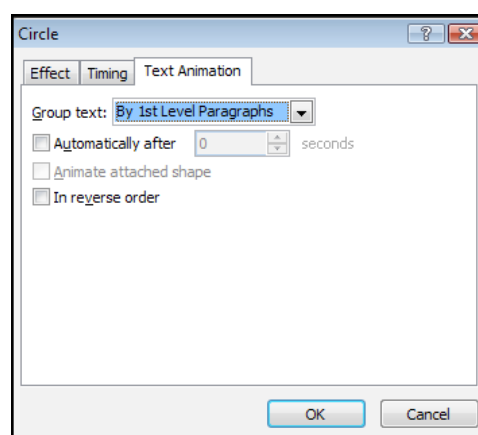 Circle
Effect Timing Text Animation
Group text: By 1st Level Paragraphs
Automatically after 0 seconds
Animate attached shape
In reverse order
OK Cancel